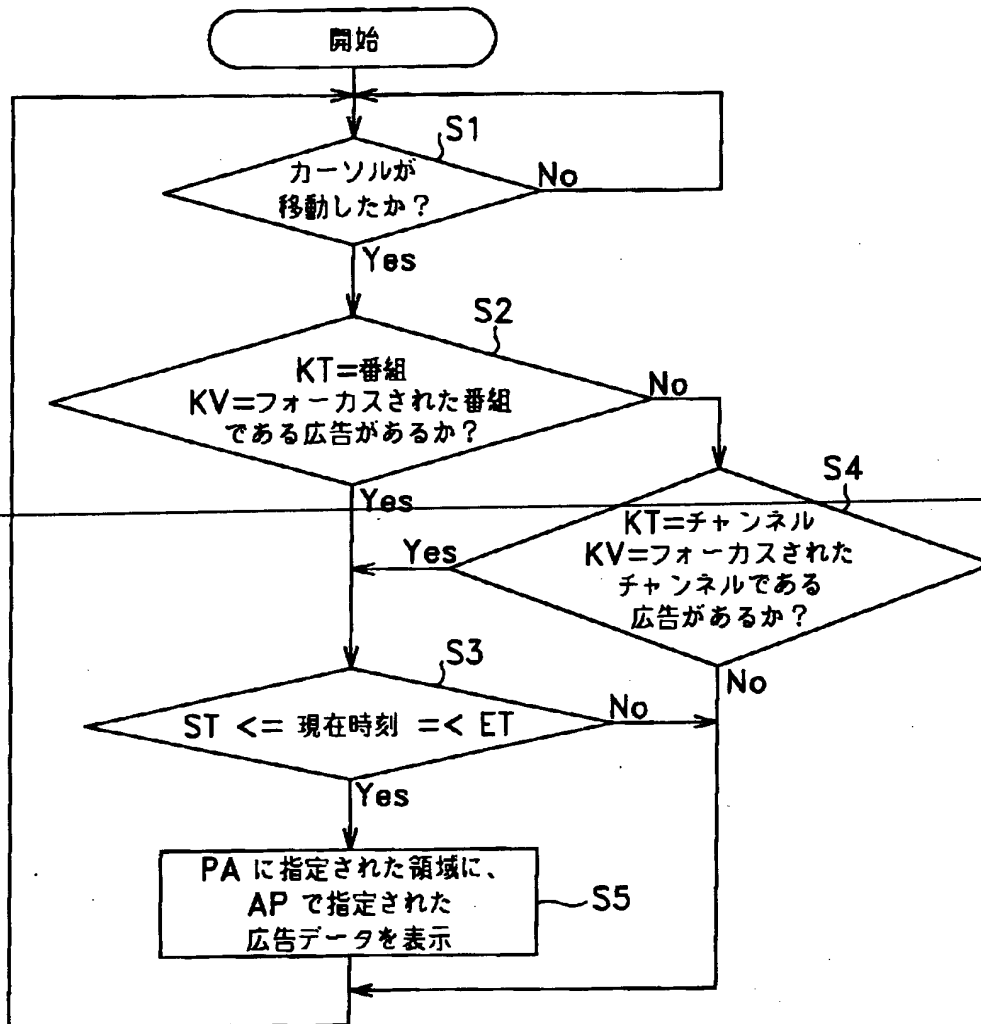 開始
S1
カーソルが
移動したか？
No
Yes
S2
KT=番組
KV=フォーカスされた番組
である広告があるか？
No
Yes
S4
KT=チャンネル
KV=フォーカスされた
チャンネルである
広告があるか？
Yes
No
S3
ST <= 現在時刻 =< ET
No
Yes
PA に指定された領域に、
AP で指定された
広告データを表示
S5